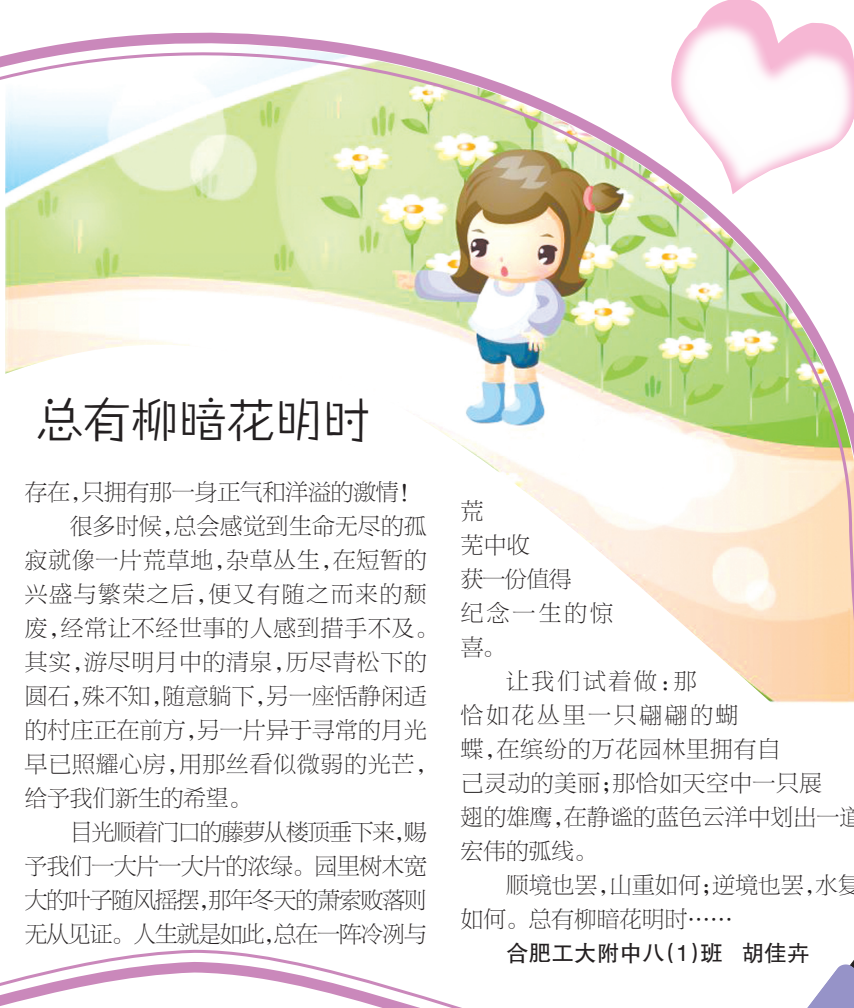 总有柳暗花明时
存在,只拥有那一身正气和洋溢的激情!
很多时候,总会感觉到生命无尽的孤
寂就像一片荒草地,杂草丛生,在短暂的
兴盛与繁荣之后,便又有随之而来的颓
废,经常让不经世事的人感到措手不及。
其实,游尽明月中的清泉,历尽青松下的
圆石,殊不知,随意躺下,另一座恬静闲适
的村庄正在前方,另一片异于寻常的月光
早已照耀心房,用那丝看似微弱的光芒,
给予我们新生的希望。
目光顺着门口的藤萝从楼顶垂下来,赐
予我们一大片一大片的浓绿。园里树木宽
大的叶子随风摇摆,那年冬天的萧索败落则
无从见证。人生就是如此,总在一阵冷冽与
荒
芜中收
获一份值得
纪念一生的惊
喜。
让我们试着做:那
恰如花丛里一只翩翩的蝴
蝶,在缤纷的万花园林里拥有自
己灵动的美丽;那恰如天空中一只展
翅的雄鹰,在静谧的蓝色云洋中划出一道
宏伟的弧线。
顺境也罢,山重如何;逆境也罢,水复
如何。总有柳暗花明时……
合肥工大附中八(1)班 胡佳卉